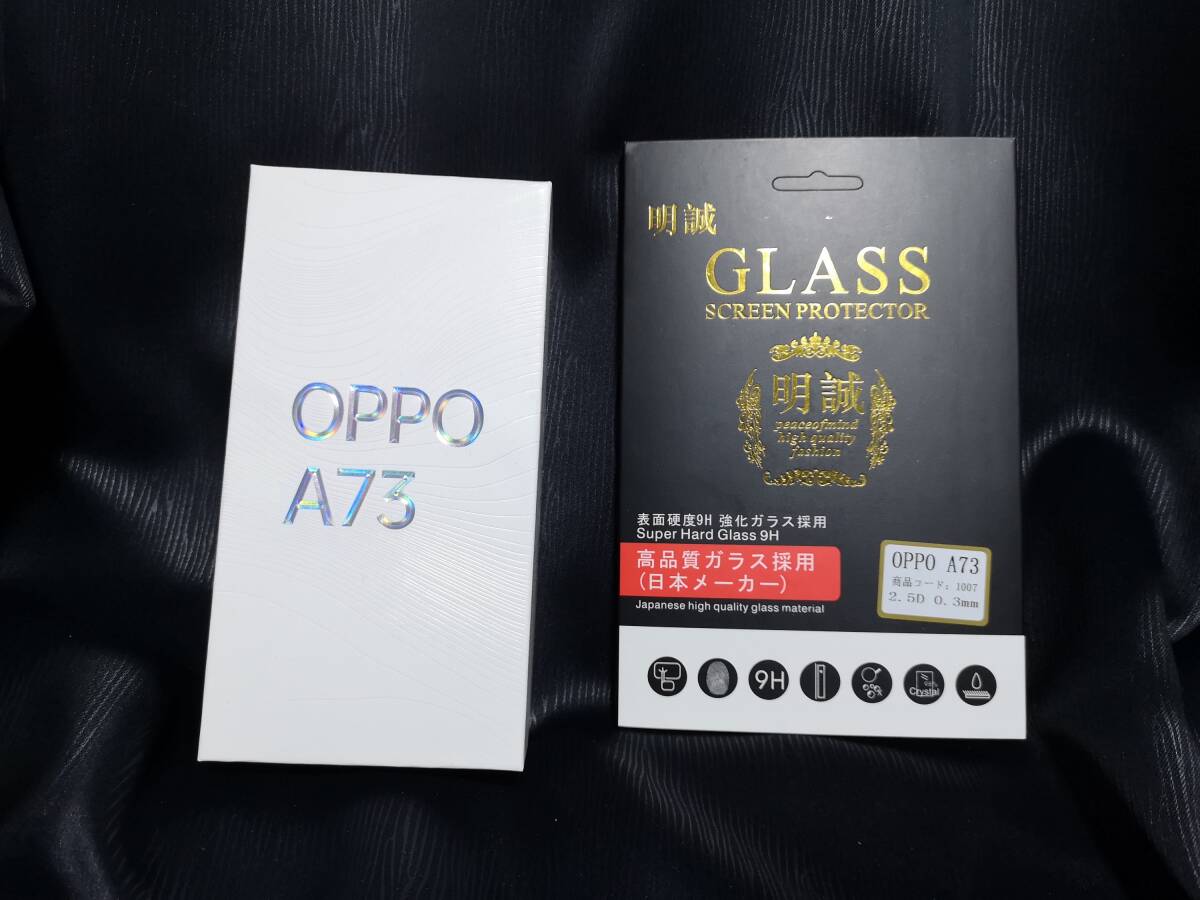 OPPO
A73
明誠
GLASS
SCREEN PROTECTOR
明誠
peaceofmind
high quality
fashion
表面硬度9H 強化ガラス採用
Super Hard Glass 9H
高品質ガラス採用
(日本メーカー)
Japanese high quality glass material
OPPO A73
商品コード: 1007
2.5D 0.3mm
9H
Crystal